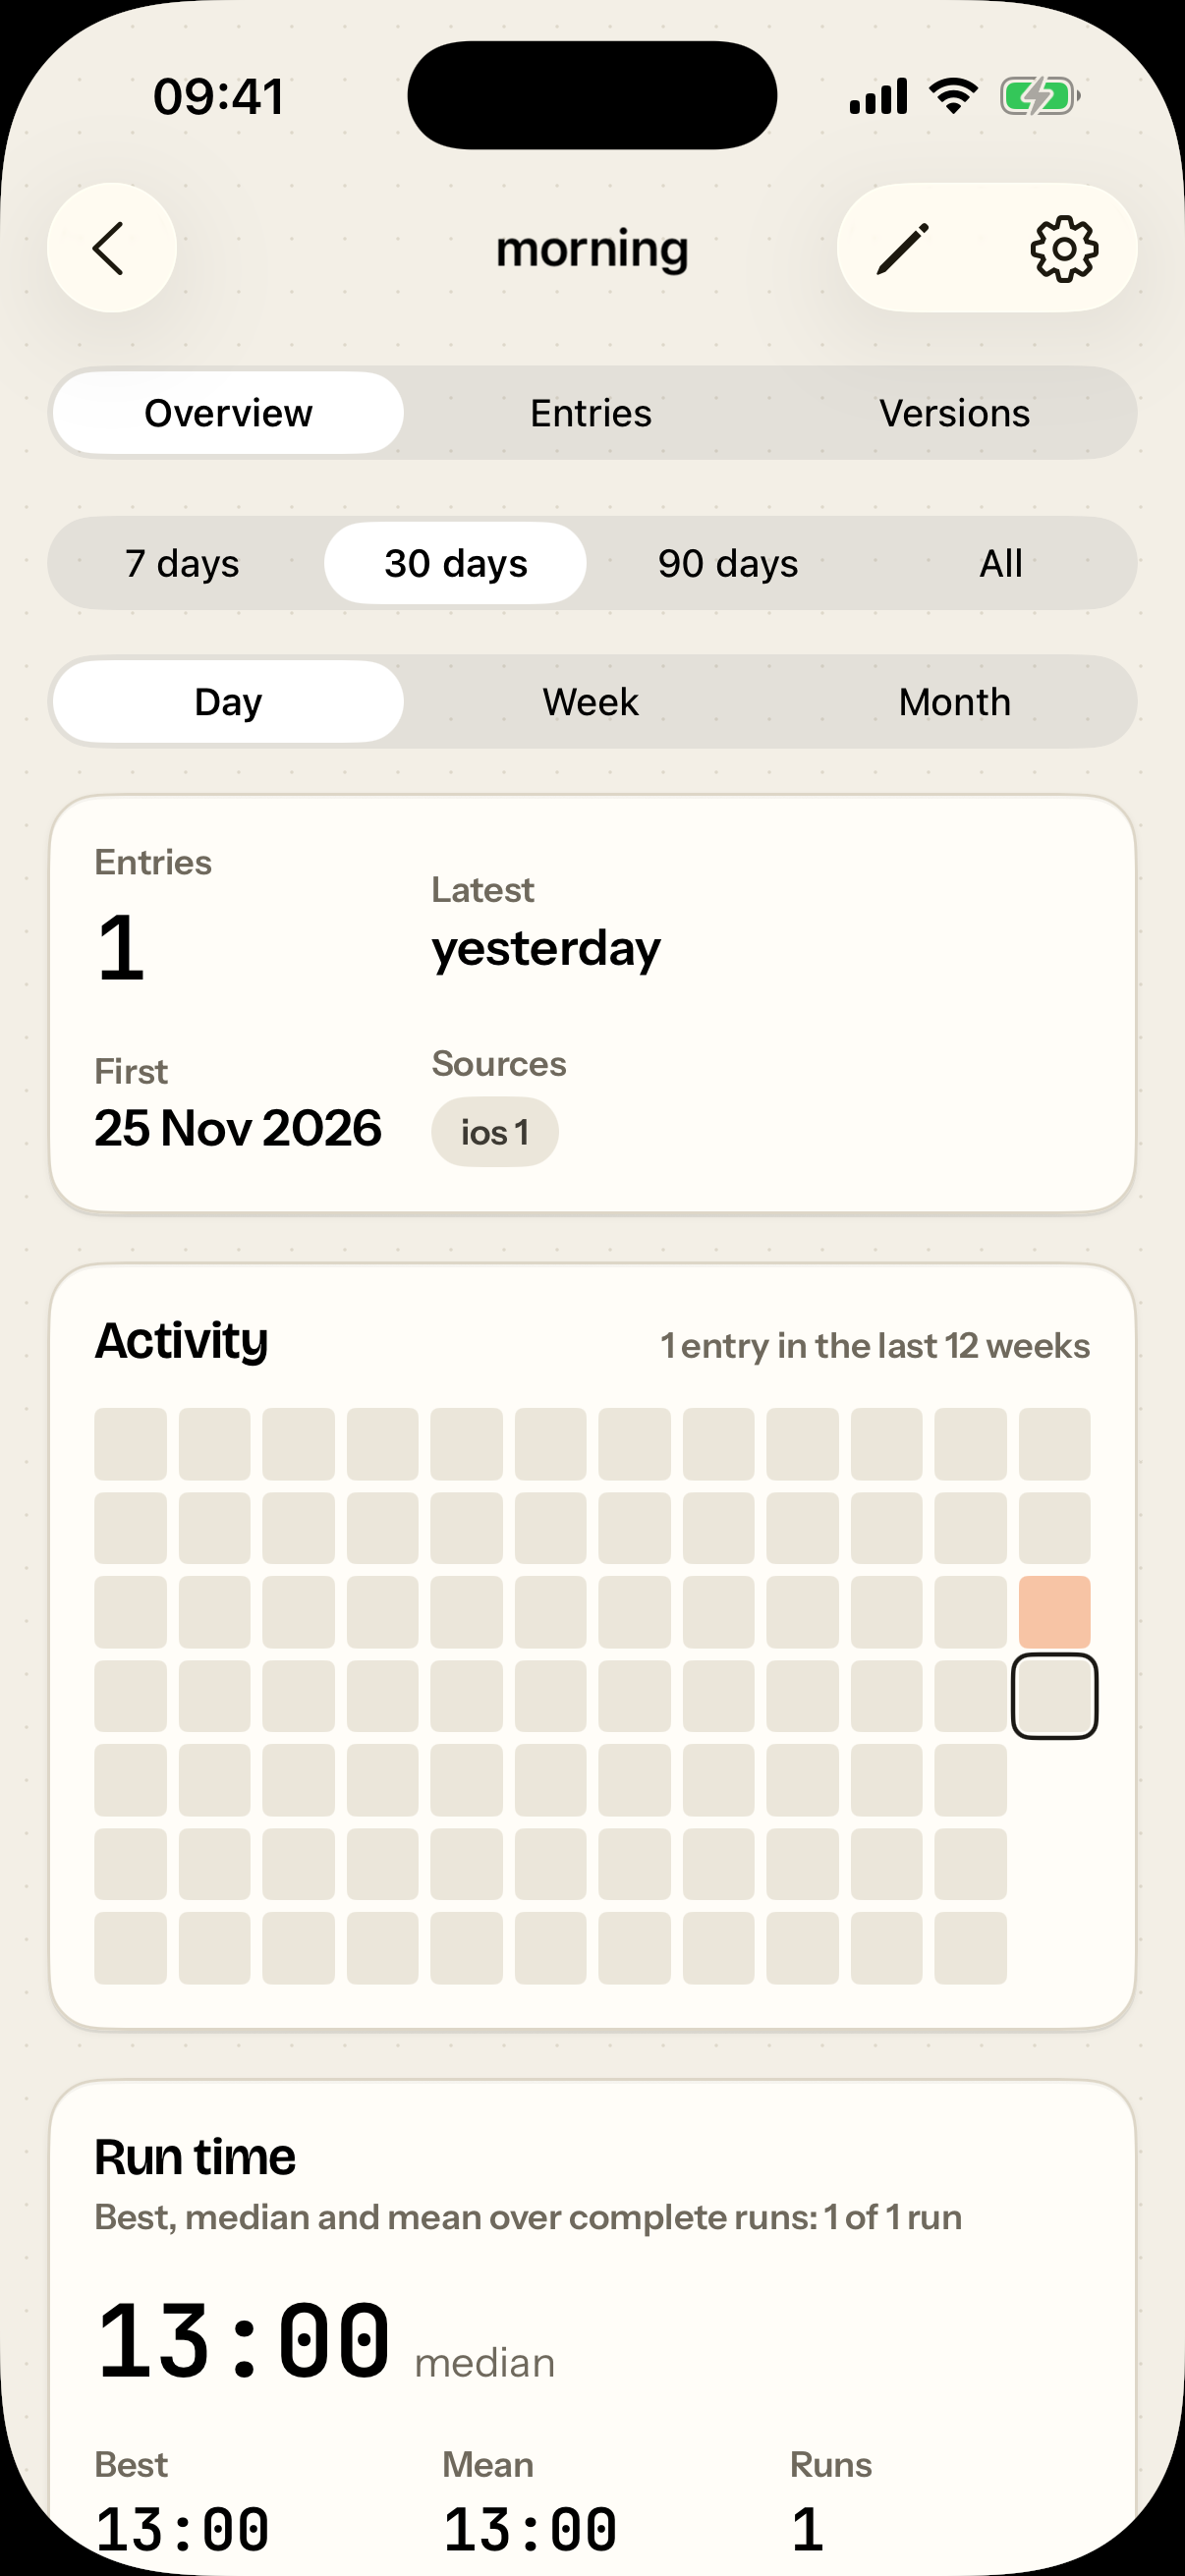 09:41
morning
Overview Entries Versions
7 days 30 days 90 days All
Day Week Month
Entries
1
Latest
yesterday
First
25 Nov 2026
Sources
ios 1
Activity
1 entry in the last 12 weeks
Run time
Best, median and mean over complete runs: 1 of 1 run
13:00 median
Best Mean Runs
13:00 13:00 1